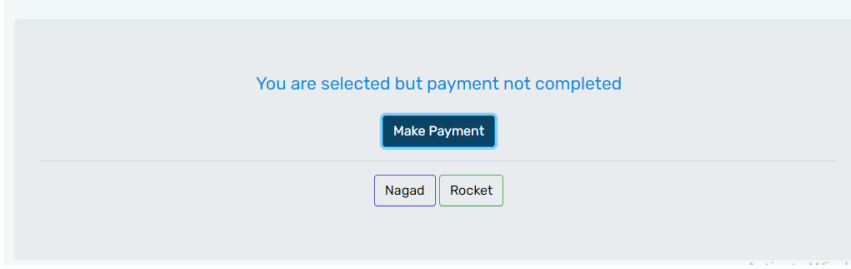 You are selected but payment not completed
Make Payment
Nagad Rocket